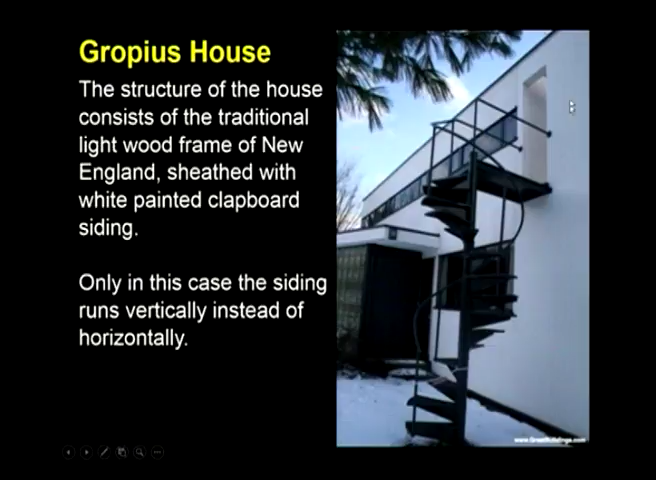 Gropius House
The structure of the house
consists of the traditional
light wood frame of New
England, sheathed with
white painted clapboard
siding.
Only in this case the siding
runs vertically instead of
horizontally.
www.GreatBuildings.com